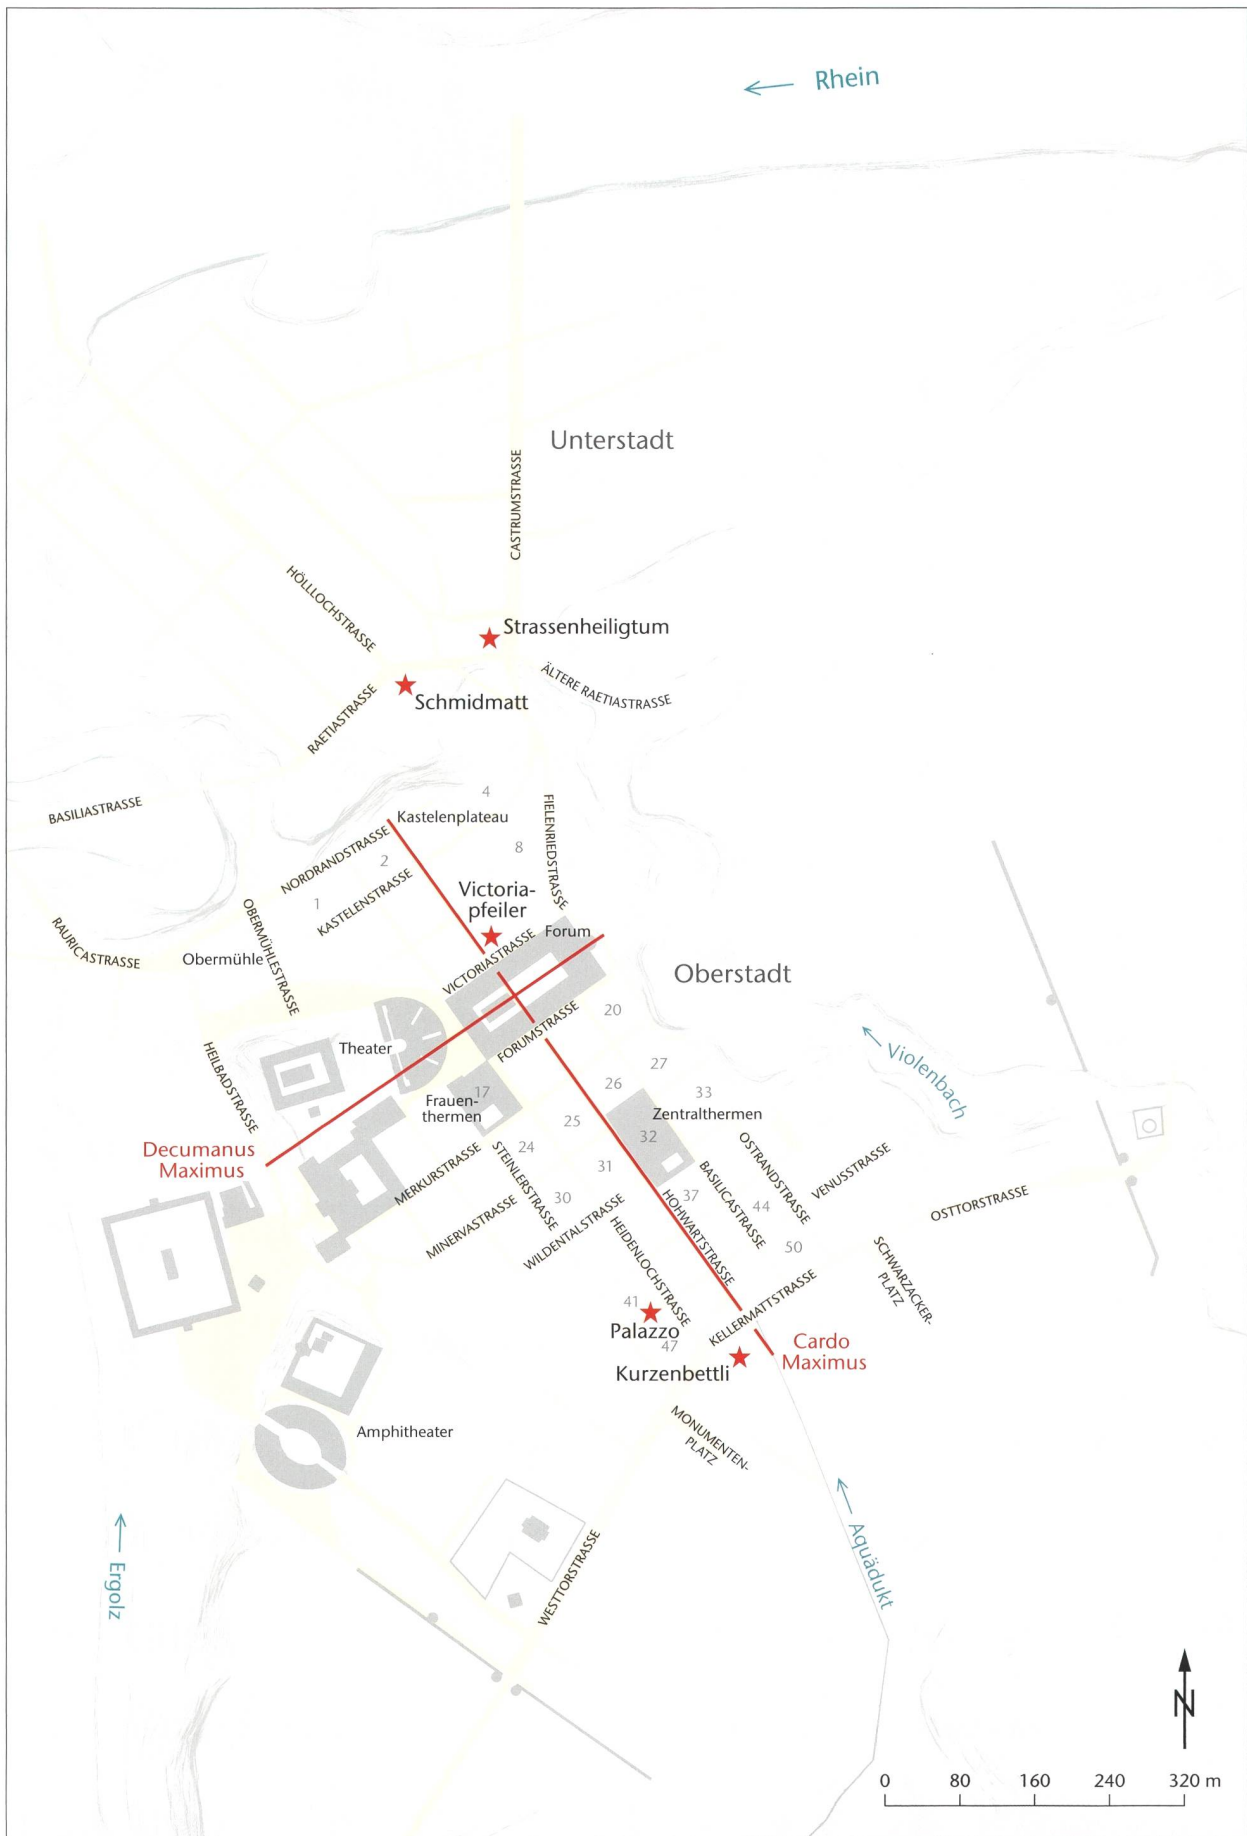 Rhein
Unterstadt
CASTRUMSTRASSE
HÖLLLOCHSTRASSE
Strassenheiligtum
ÄLTERE RAETIASTRASSE
Schmidmatt
RAETIASTRASSE
BASILIASTRASSE
4
Kastelenplateau
FIELENRIEDSTRASSE
NORDRANDSTRASSE
2
8
KASTELENSTRASSE
1
Victoria-
pfeiler
OBERMÜHLESTRASSE
RAURICASTRASSE
Obermühle
VICTORIASTRASSE
Forum
Oberstadt
FORUMSTRASSE
20
Theater
HEILBADSTRASSE
27
Violenbach
26
33
17
Frauen-
thermen
Zentralthermen
25
32
Decumanus
Maximus
24
MERKURSTRASSE
STEINLERSTRASSE
31
OSTRANDSTRASSE
VENUSSTRASSE
BASILICASTRASSE
37
44
30
MINERVASTRASSE
WILDENTALSTRASSE
HOHWARTSTRASSE
OSTTORSTRASSE
HEIDENLOCHSTRASSE
50
SCHWARZACKER-
PLATZ
41
KELLERMATTSTRASSE
Palazzo
47
Cardo
Maximus
Kurzenbettli
MONUMENTEN-
PLATZ
Amphitheater
WESTTORSTRASSE
Aquädukt
Ergolz
N
0 80 160 240 320 m